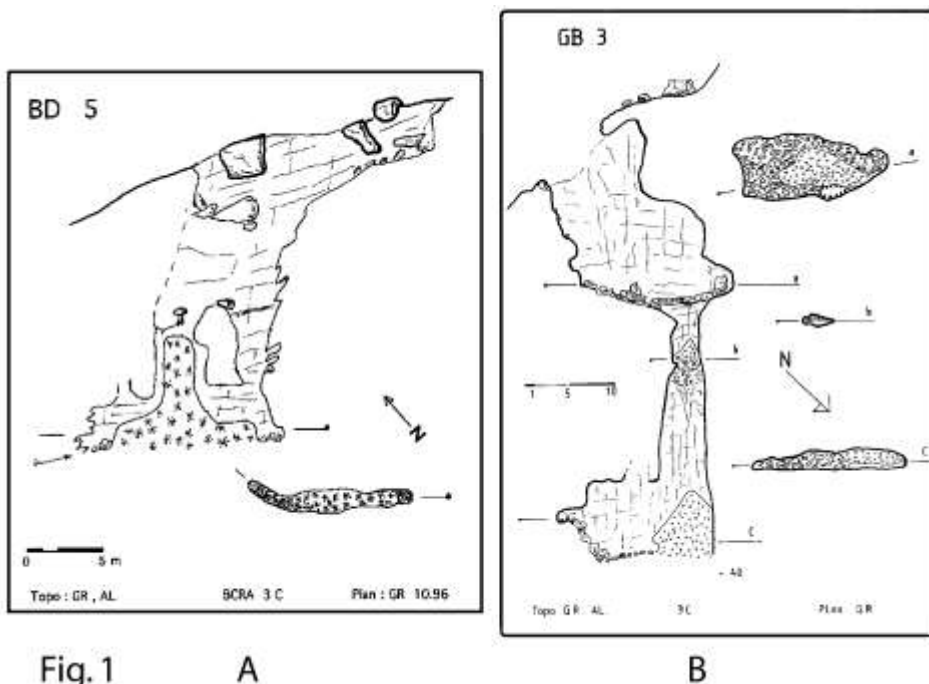 BD 5
N
a
a
0 5 m
Topo : GR , AL BCRA 3 C Plan : GR 10.96
GB 3
a
a
b
b
N
1 5 10
C
C
- 40
Topo GR AL 3C Plan GR
Fig. 1 A B